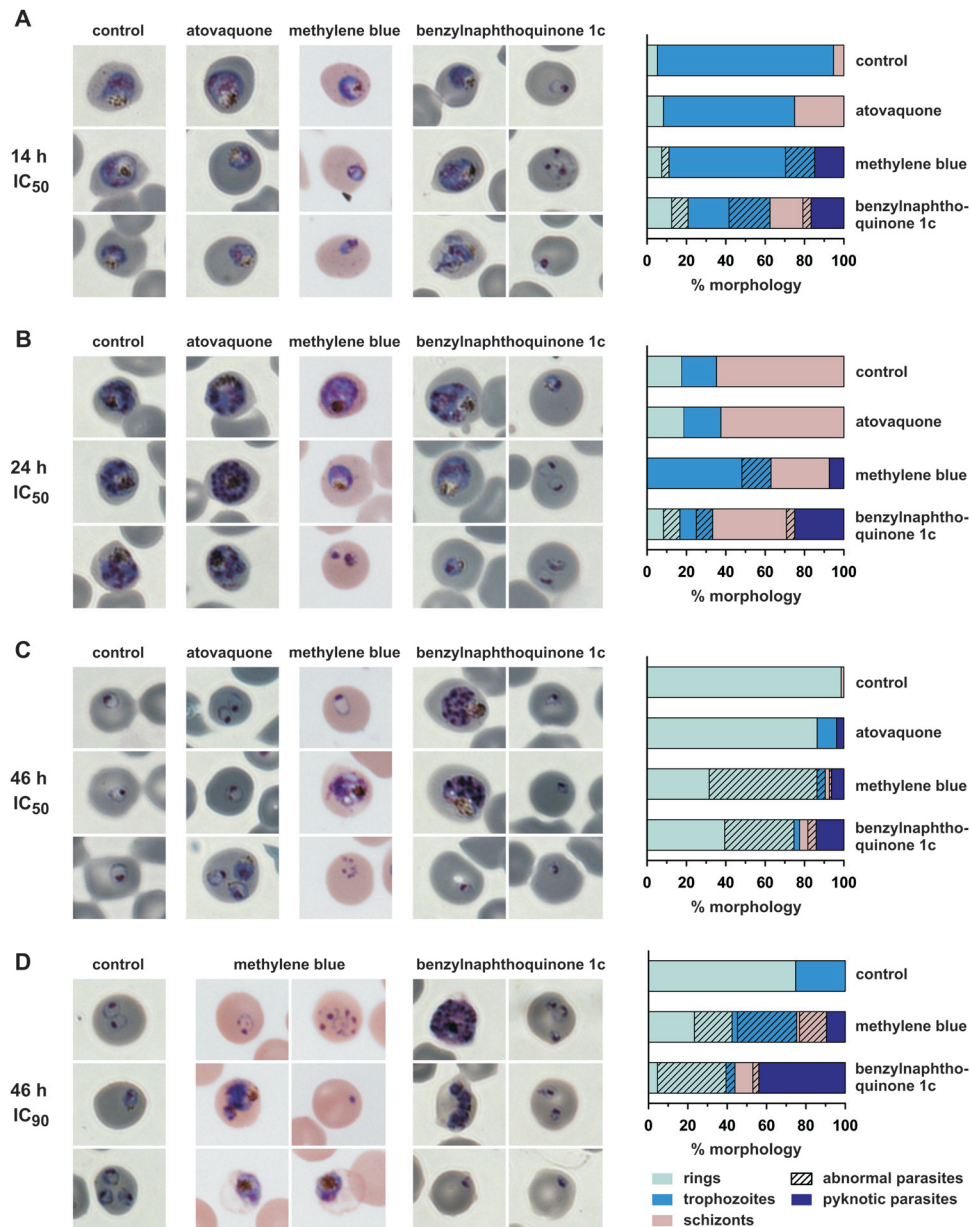 A
control atovaquone methylene blue benzylnaphthoquinone 1c
14 h
IC50
control
atovaquone
methylene blue
benzylnaphtho-
quinone 1c
0 20 40 60 80 100
% morphology
B
control atovaquone methylene blue benzylnaphthoquinone 1c
24 h
IC50
control
atovaquone
methylene blue
benzylnaphtho-
quinone 1c
0 20 40 60 80 100
% morphology
C
control atovaquone methylene blue benzylnaphthoquinone 1c
46 h
IC50
control
atovaquone
methylene blue
benzylnaphtho-
quinone 1c
0 20 40 60 80 100
% morphology
D
control methylene blue benzylnaphthoquinone 1c
46 h
IC90
control
methylene blue
benzylnaphtho-
quinone 1c
0 20 40 60 80 100
% morphology
rings abnormal parasites
trophozoites pyknotic parasites
schizonts